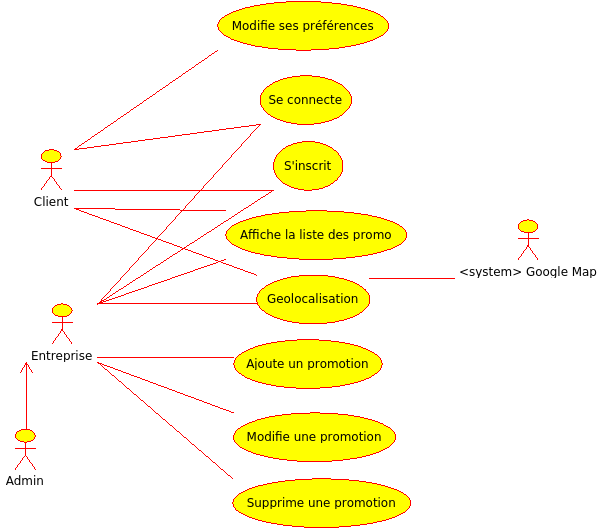 Modifie ses préférences
Se connecte
S'inscrit
Client
Affiche la liste des promo
<system> Google Map
Geolocalisation
Entreprise
Ajoute un promotion
Modifie une promotion
Admin
Supprime une promotion